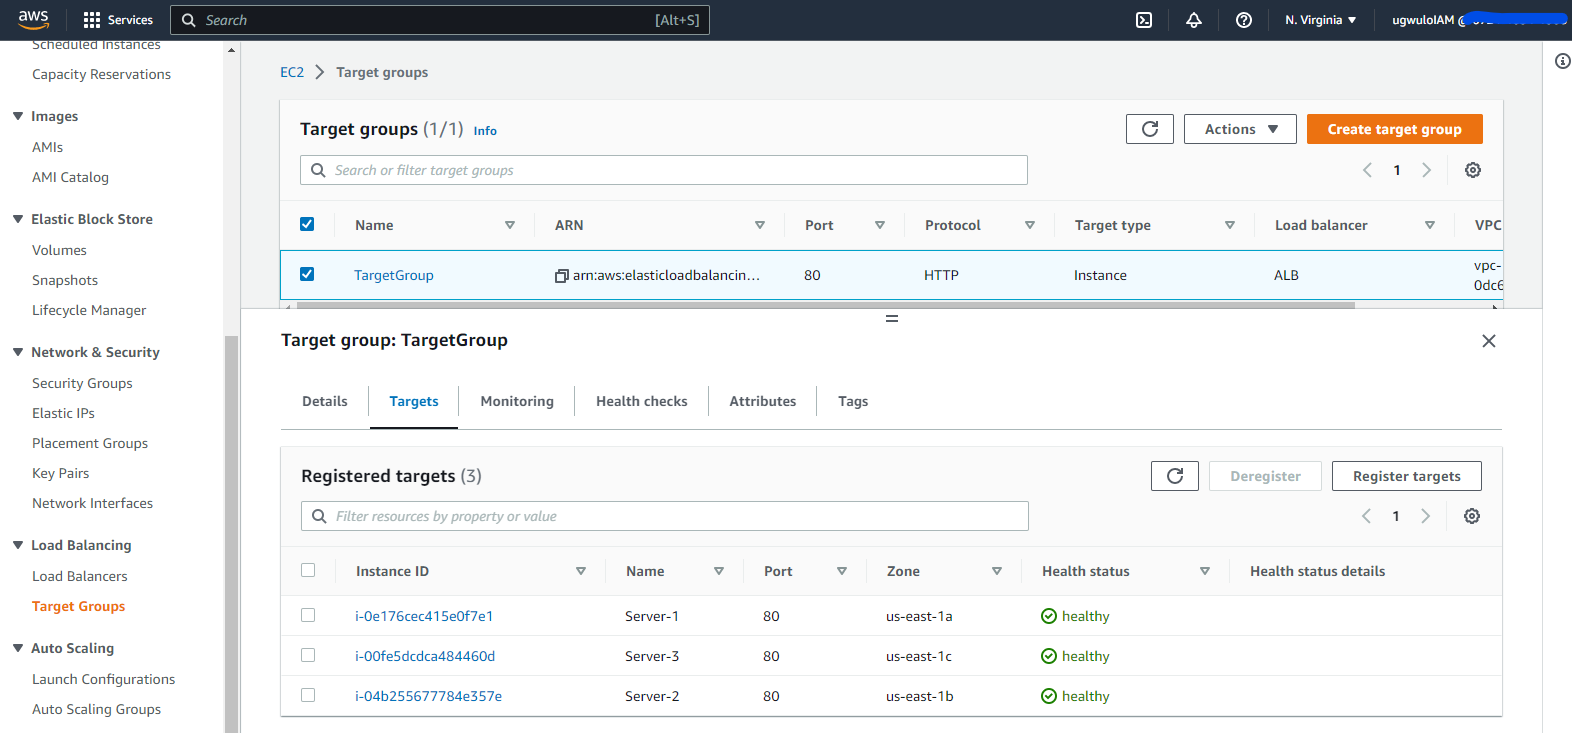 aws Services Search [Alt+S] N. Virginia ugwuloIAM @
Scheduled Instances
Capacity Reservations
Images
AMIs
AMI Catalog
Elastic Block Store
Volumes
Snapshots
Lifecycle Manager
Network & Security
Security Groups
Elastic IPs
Placement Groups
Key Pairs
Network Interfaces
Load Balancing
Load Balancers
Target Groups
Auto Scaling
Launch Configurations
Auto Scaling Groups
EC2 Target groups
Target groups (1/1) Info Actions Create target group
Search or filter target groups 1
Name ARN Port Protocol Target type Load balancer VPC
TargetGroup arn:aws:elasticloadbalancin... 80 HTTP Instance ALB vpc-
0dc6
Target group: TargetGroup
Details Targets Monitoring Health checks Attributes Tags
Registered targets (3) Deregister Register targets
Filter resources by property or value 1
Instance ID Name Port Zone Health status Health status details
i-0e176cec415e0f7e1 Server-1 80 us-east-1a healthy
i-00fe5dcdca484460d Server-3 80 us-east-1c healthy
i-04b255677784e357e Server-2 80 us-east-1b healthy